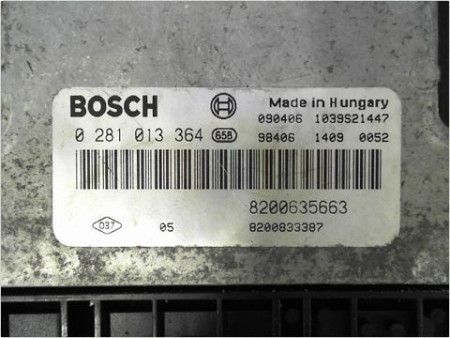 BOSCH Made in Hungary
090406 1039S21447
0 281 013 364 658 98406 1409 0052
8200635663
037 05 8200833387